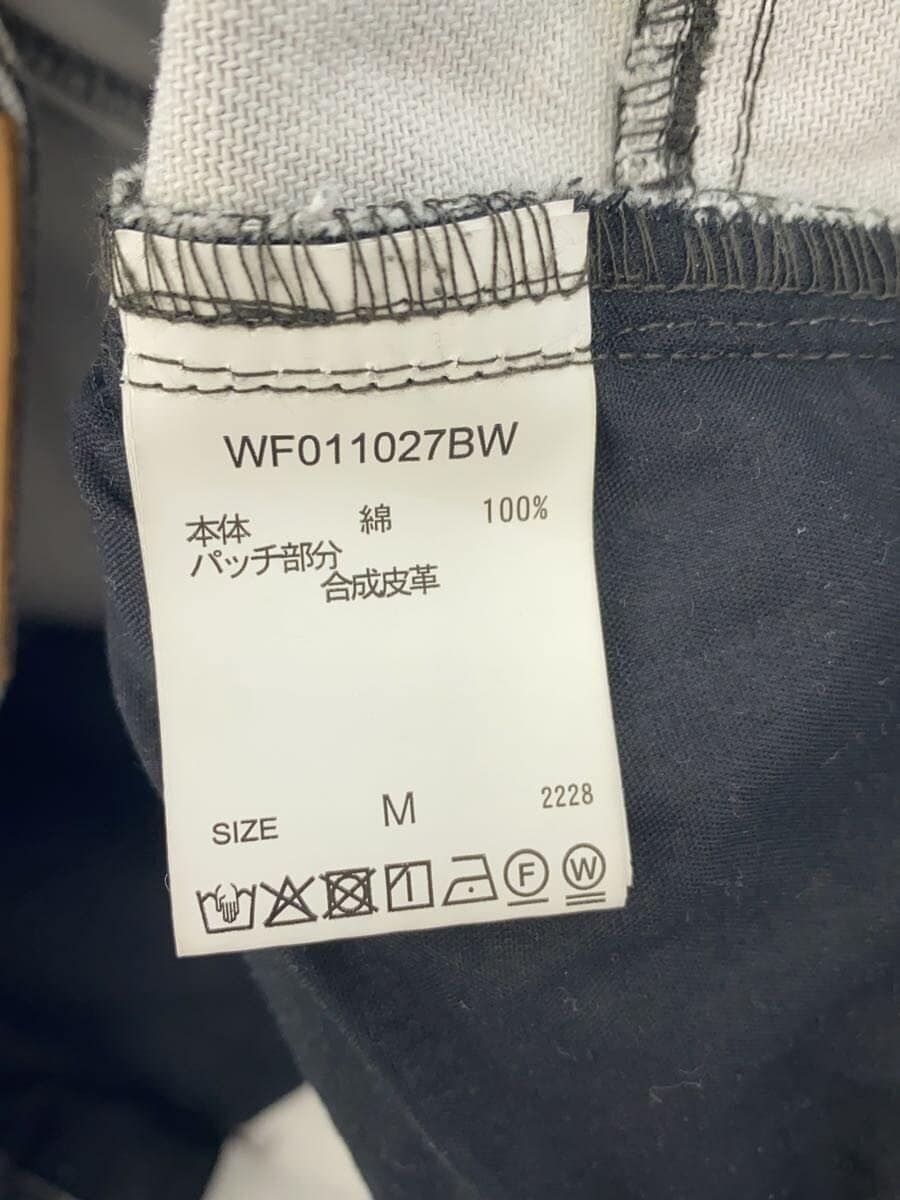 WF011027BW
本体 綿 100%
パッチ部分
合成皮革
SIZE M 2228
F W